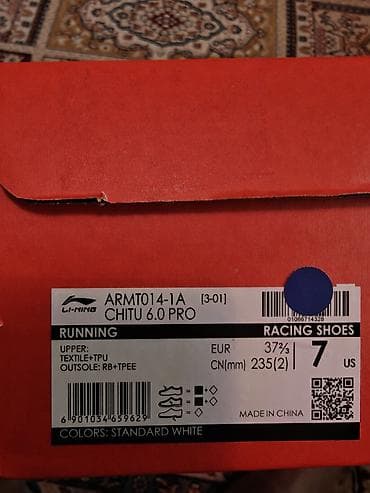 ARMT014-1A [3-01]
LI-NING CHITU 6.0 PRO
RUNNING RACING SHOES
UPPER:
TEXTILE+TPU
OUTSOLE: RB+TPEE
EUR 37⅔
CN(mm) 235(2)
7 US
6 901034 659629
MADE IN CHINA
COLORS: STANDARD WHITE